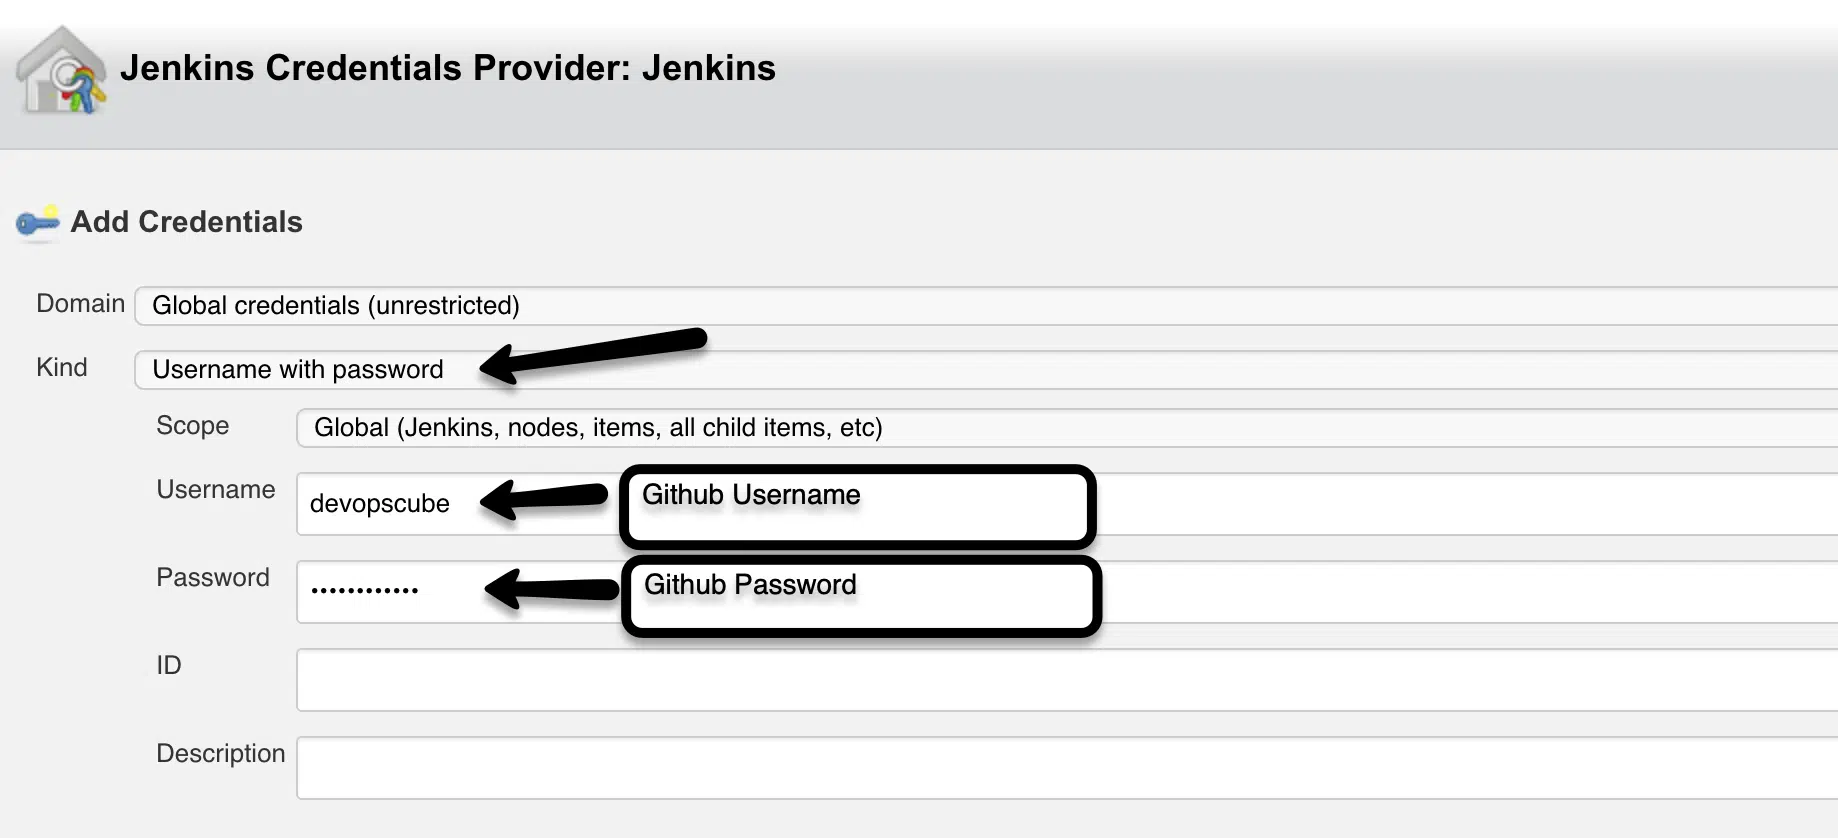 Jenkins Credentials Provider: Jenkins
Add Credentials
Domain Global credentials (unrestricted)
Kind Username with password
Scope Global (Jenkins, nodes, items, all child items, etc)
Username devopscube Github Username
Password •••••••••••• Github Password
ID
Description